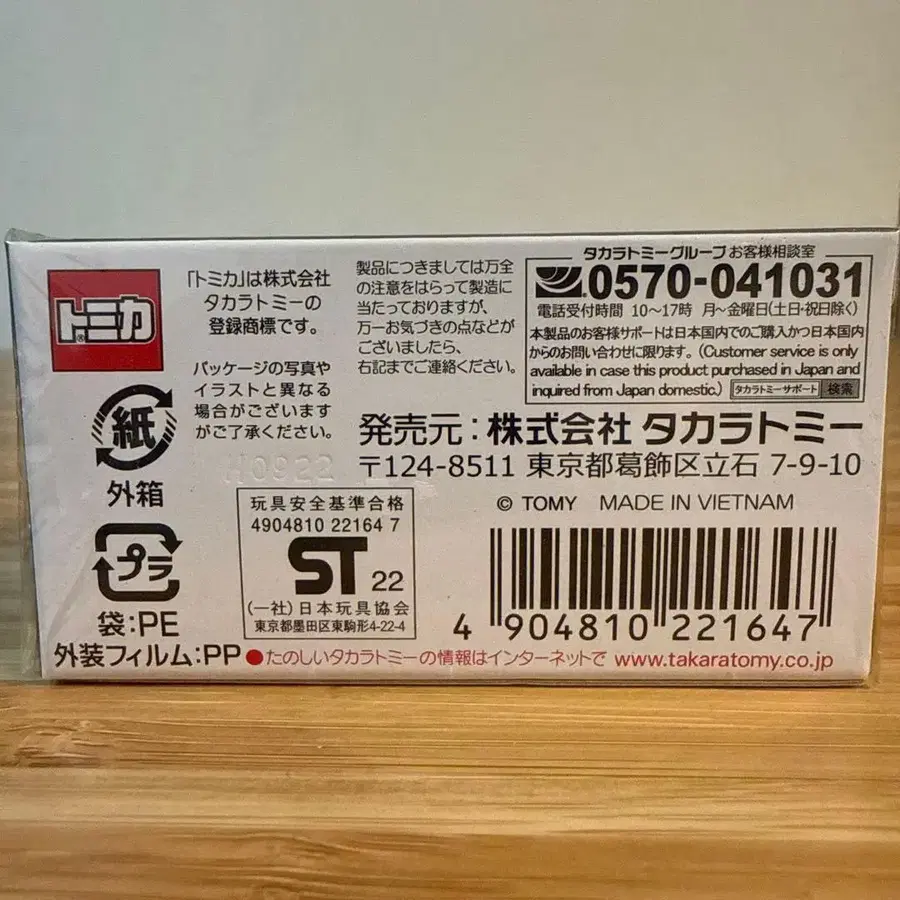 トミカ
®
「トミカ」は株式会社
タカラトミーの
登録商標です。
パッケージの写真や
イラストと異なる
場合がございます
がご了承ください。
製品につきましては万全
の注意をはらって製造に
当たっておりますが、
万一お気づきの点などが
ございましたら、
右記までご連絡ください。
タカラトミーグループ お客様相談室
0570-041031
電話受付時間 10〜17時 月〜金曜日(土日・祝日除く)
本製品のお客様サポートは日本国内でのご購入かつ日本国内
からのお問い合わせに限ります。(Customer service is only
available in case this product purchased in Japan and
inquired from Japan domestic.) タカラトミーサポート 検索
発売元：株式会社 タカラトミー
〒124-8511 東京都葛飾区立石 7-9-10
© TOMY MADE IN VIETNAM
紙
外箱
プラ
袋:PE
外装フィルム:PP
H0922
玩具安全基準合格
4904810 22164 7
ST 22
(一社)日本玩具協会
東京都墨田区東駒形4-22-4
4 904810 221647
●たのしいタカラトミーの情報はインターネットで www.takaratomy.co.jp